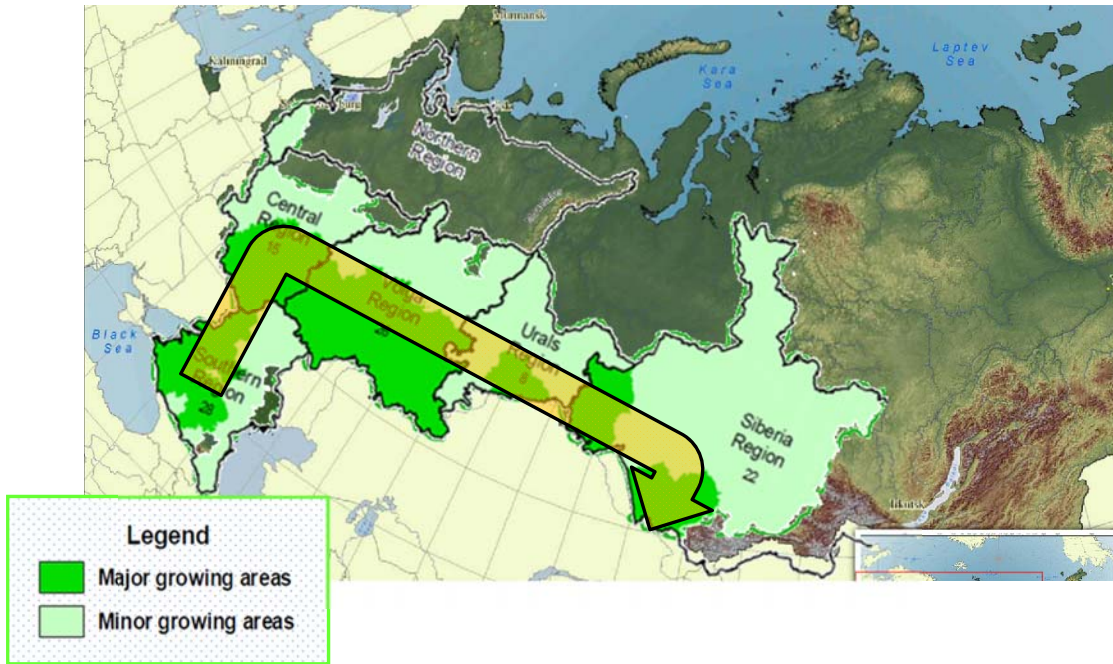 Murmansk
Kaliningrad
Kara
Sea
Laptev
Sea
Northern
Region
Central
Region
15
Volga
Region
Urals
Region
8
Southern
Region
28
Siberia
Region
22
Black
Sea
Irkutsk
Legend
Major growing areas
Minor growing areas